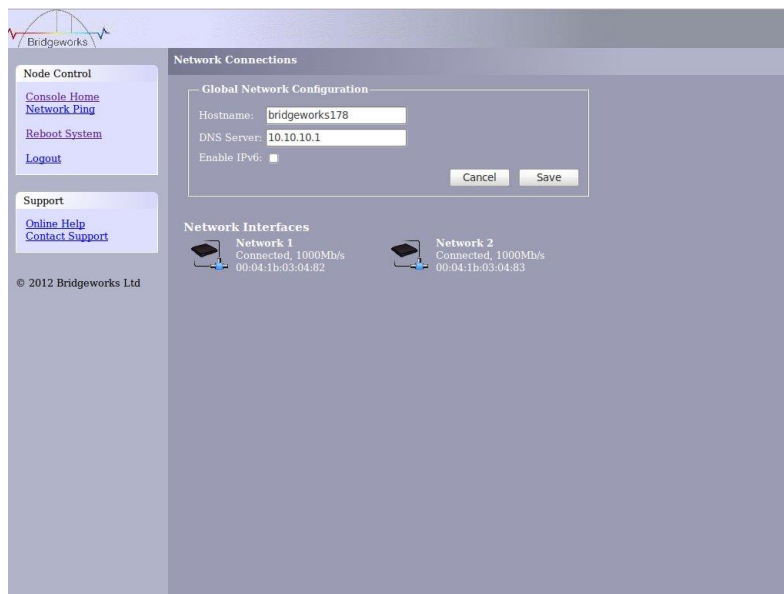 Bridgeworks
Node Control
Console Home
Network Ping
Reboot System
Logout
Support
Online Help
Contact Support
© 2012 Bridgeworks Ltd
Network Connections
Global Network Configuration
Hostname: bridgeworks178
DNS Server: 10.10.10.1
Enable IPv6:
Cancel Save
Network Interfaces
Network 1
Connected, 1000Mb/s
00:04:1b:03:04:82
Network 2
Connected, 1000Mb/s
00:04:1b:03:04:83